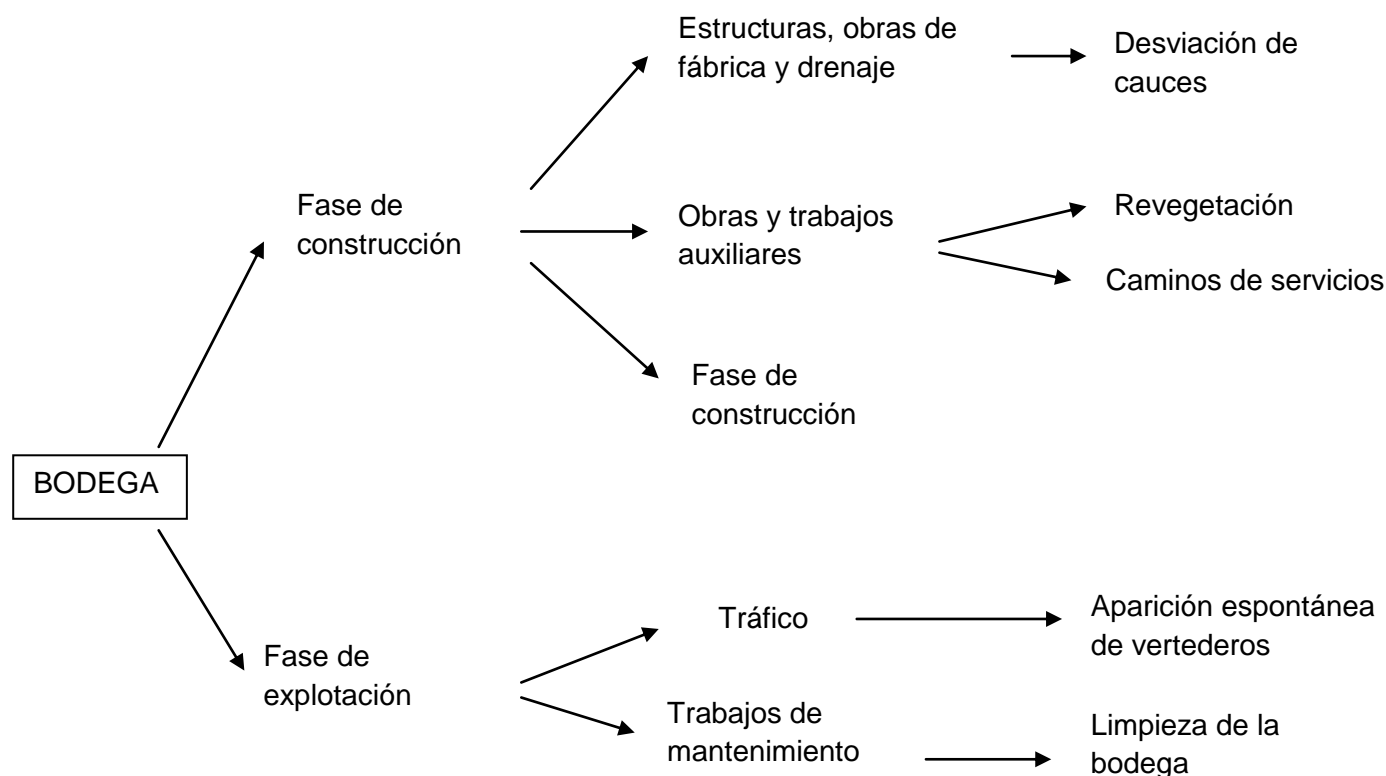 Estructuras, obras de
fábrica y drenaje
Desviación de
cauces
Fase de
construcción
Obras y trabajos
auxiliares
Revegetación
Caminos de servicios
Fase de
construcción
BODEGA
Fase de
explotación
Tráfico
Aparición espontánea
de vertederos
Trabajos de
mantenimiento
Limpieza de la
bodega